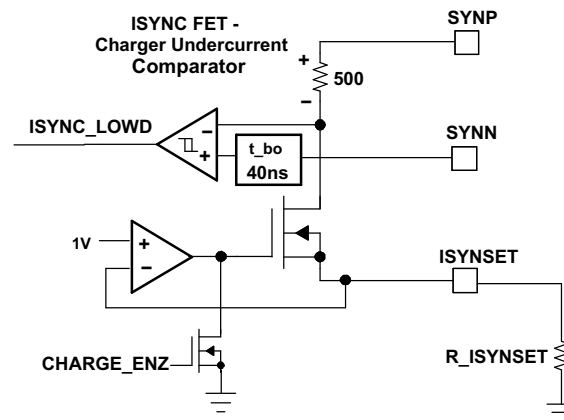 ISYNC FET -
Charger Undercurrent
Comparator
SYNP
+
500
−
ISYNC_LOWD
−
+
t_bo
40ns
SYNN
1V
+
−
ISYNSET
CHARGE_ENZ
R_ISYNSET